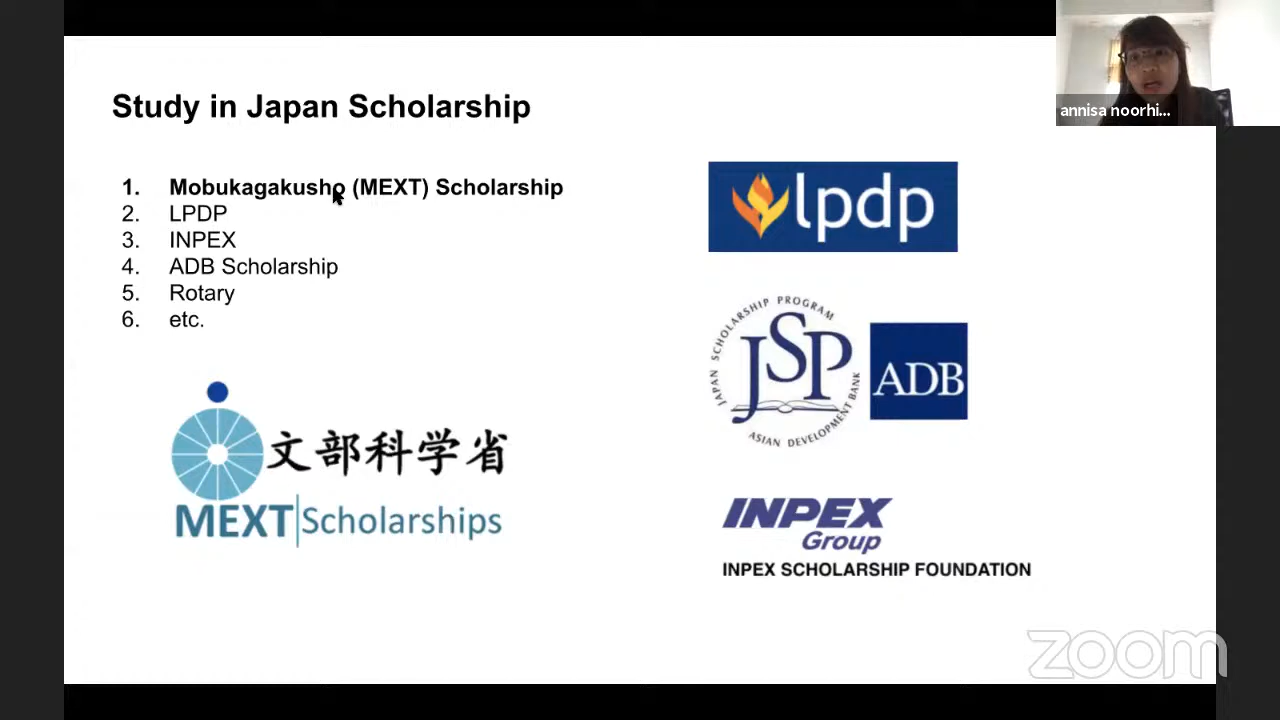 Study in Japan Scholarship
annisa noorhi...
1. Mobukagakusho (MEXT) Scholarship
2. LPDP
3. INPEX
4. ADB Scholarship
5. Rotary
6. etc.
lpdp
JAPAN SCHOLARSHIP PROGRAM
JSP
ASIAN DEVELOPMENT BANK
ADB
文部科学省
MEXT Scholarships
INPEX
Group
INPEX SCHOLARSHIP FOUNDATION
zoom